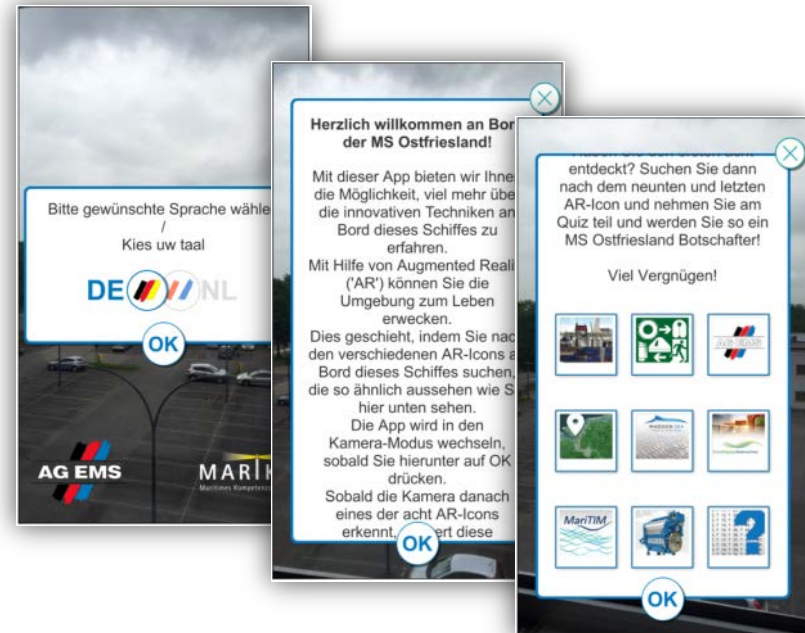 Bitte gewünschte Sprache wähle
/
Kies uw taal
DE NL
OK
AG EMS
MARIK
Maritimes Kompetenz
Herzlich willkommen an Bor
der MS Ostfriesland!
Mit dieser App bieten wir Ihne
die Möglichkeit, viel mehr übe
die innovativen Techniken an
Bord dieses Schiffes zu
erfahren.
Mit Hilfe von Augmented Reali
('AR') können Sie die
Umgebung zum Leben
erwecken.
Dies geschieht, indem Sie nac
den verschiedenen AR-Icons a
Bord dieses Schiffes suchen,
die so ähnlich aussehen wie S
hier unten sehen.
Die App wird in den
Kamera-Modus wechseln,
sobald Sie hierunter auf OK
drücken.
Sobald die Kamera danach
eines der acht AR-Icons
erkennt, ert diese
OK
entdeckt? Suchen Sie dann
nach dem neunten und letzten
AR-Icon und nehmen Sie am
Quiz teil und werden Sie so ein
MS Ostfriesland Botschafter!
Viel Vergnügen!
AG EMS
WADDEN SEA
MariTIM
?
OK